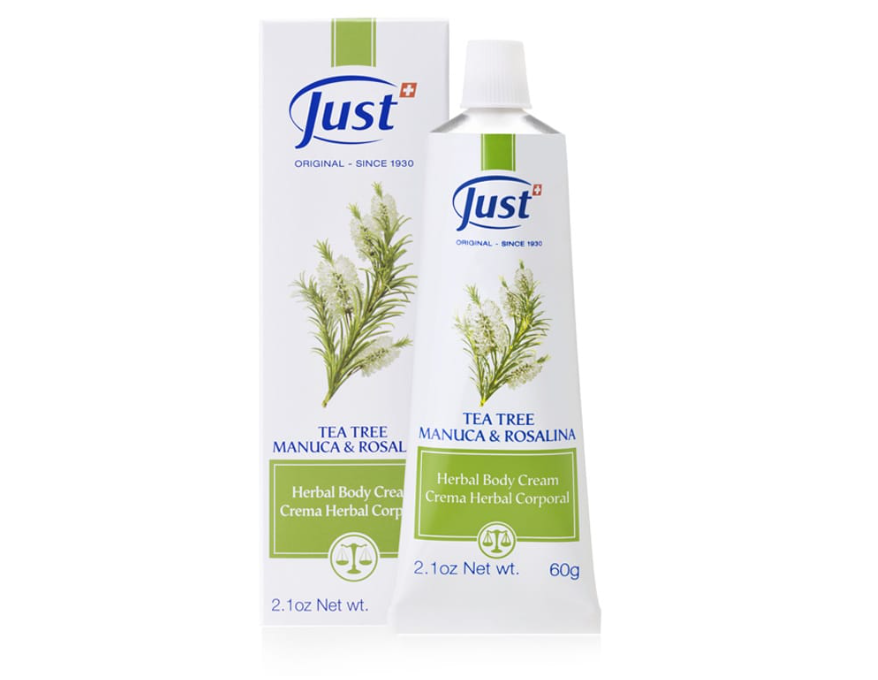 Just
ORIGINAL - SINCE 1930
TEA TREE
MANUCA & ROSAL
Herbal Body Crea
Crema Herbal Corp
2.1oz Net wt.
Just
ORIGINAL - SINCE 1930
TEA TREE
MANUCA & ROSALINA
Herbal Body Cream
Crema Herbal Corporal
2.1oz Net wt. 60g